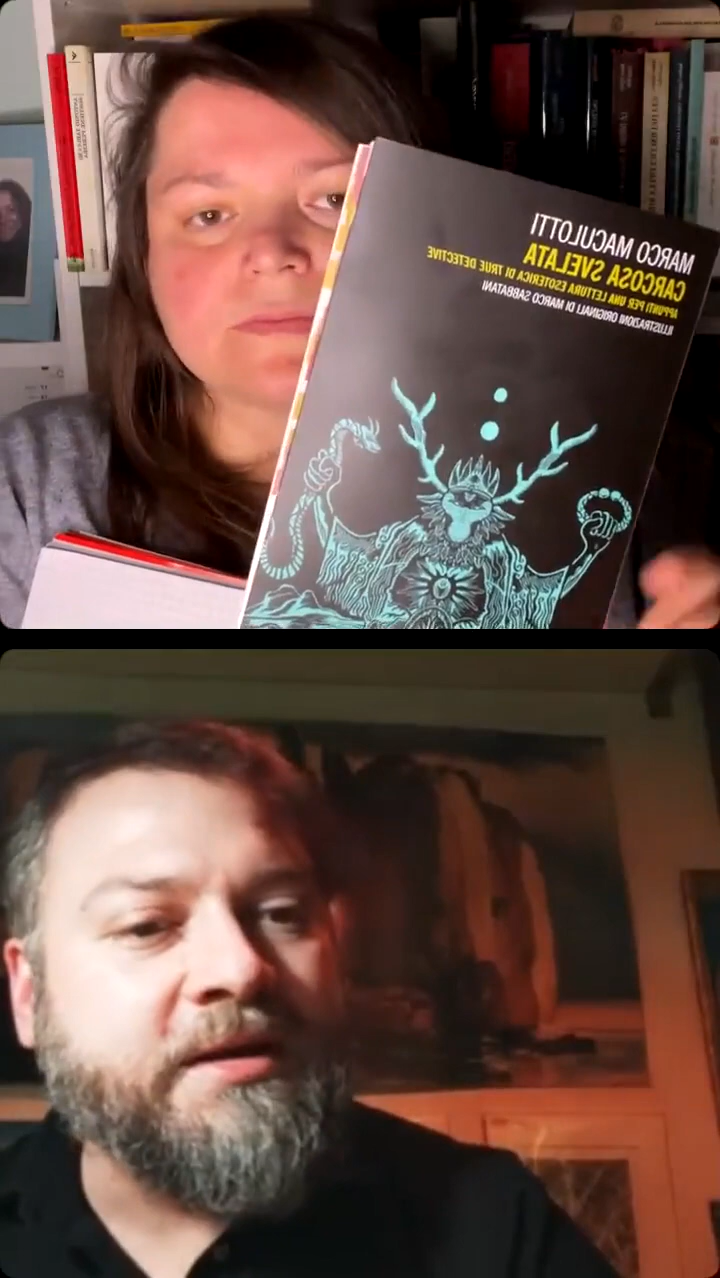 MARCO MACULOTTI
CARCOSA SVELATA
APPUNTI PER UNA LETTURA ESOTERICA DI TRUE DETECTIVE
ILLUSTRAZIONI ORIGINALI DI MARCO SABBATANI